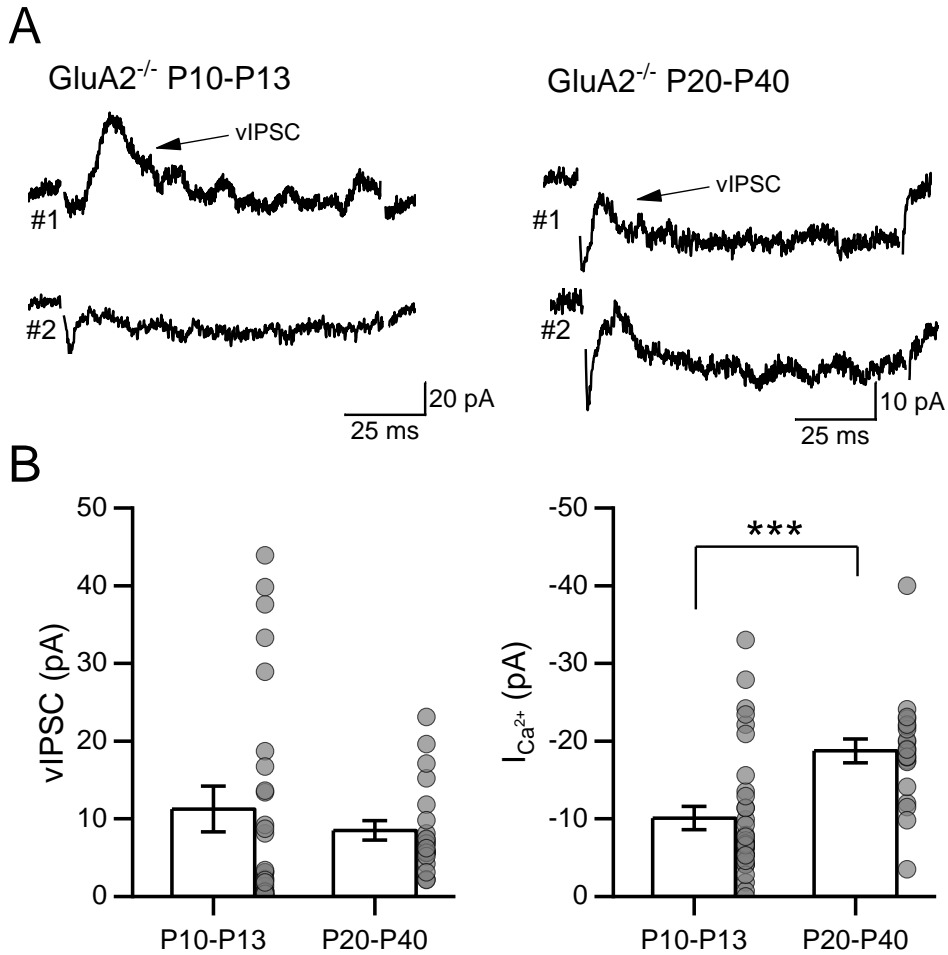 A
GluA2-/- P10-P13
GluA2-/- P20-P40
vIPSC
vIPSC
#1
#1
#2
#2
20 pA
25 ms
10 pA
25 ms
B
vIPSC (pA)
50
40
30
20
10
0
P10-P13
P20-P40
ICa2+ (pA)
-50
-40
-30
-20
-10
0
***
P10-P13
P20-P40